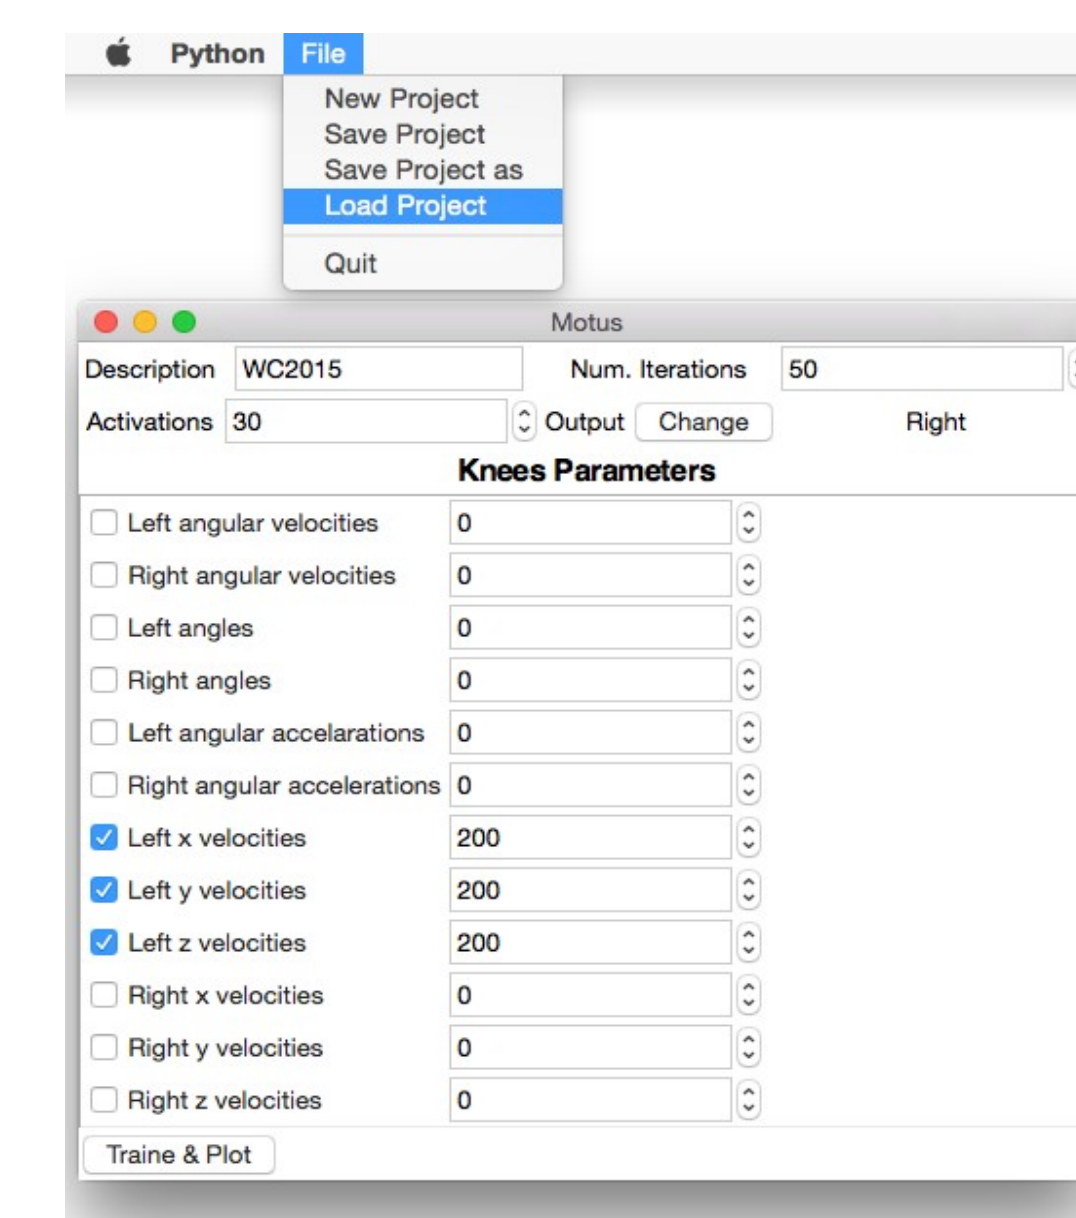 Python File
New Project
Save Project
Save Project as
Load Project
Quit
Motus
Description WC2015 Num. Iterations 50
Activations 30 Output Change Right
Knees Parameters
Left angular velocities 0
Right angular velocities 0
Left angles 0
Right angles 0
Left angular accelarations 0
Right angular accelerations 0
Left x velocities 200
Left y velocities 200
Left z velocities 200
Right x velocities 0
Right y velocities 0
Right z velocities 0
Traine & Plot